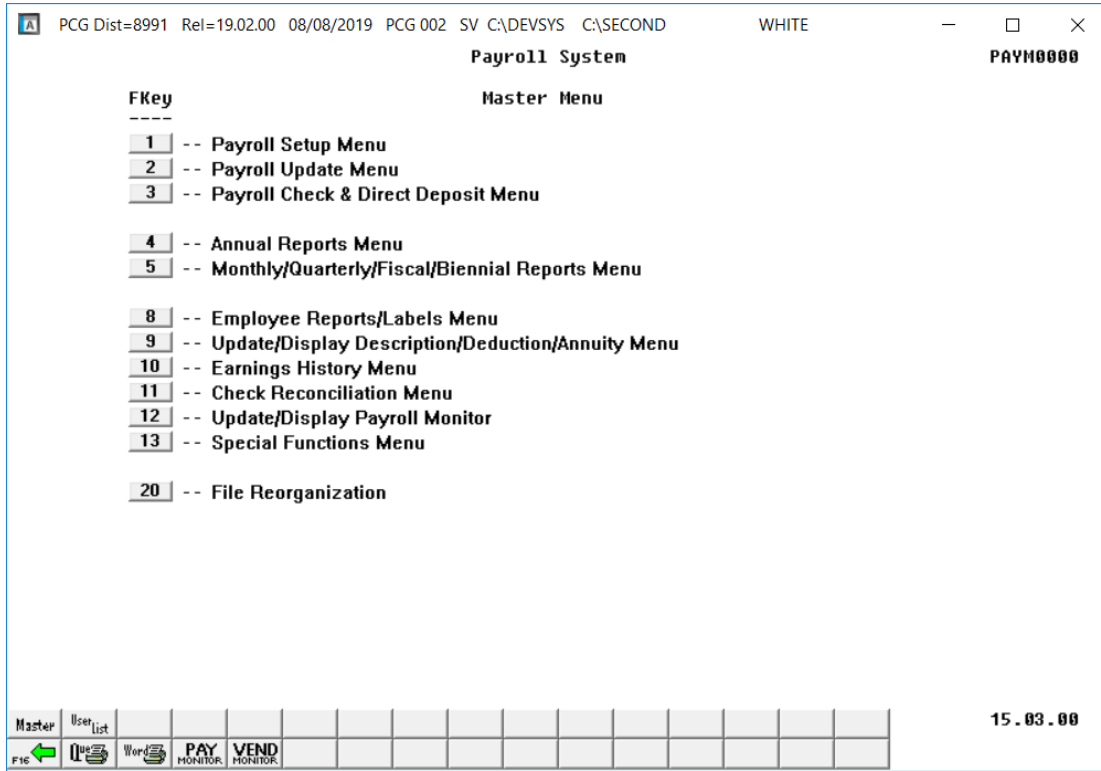 A PCG Dist=8991 Rel=19.02.00 08/08/2019 PCG 002 SV C:\DEVSYS C:\SECOND WHITE
Payroll System PAYM0000
FKey Master Menu
----
1 -- Payroll Setup Menu
2 -- Payroll Update Menu
3 -- Payroll Check & Direct Deposit Menu
4 -- Annual Reports Menu
5 -- Monthly/Quarterly/Fiscal/Biennial Reports Menu
8 -- Employee Reports/Labels Menu
9 -- Update/Display Description/Deduction/Annuity Menu
10 -- Earnings History Menu
11 -- Check Reconciliation Menu
12 -- Update/Display Payroll Monitor
13 -- Special Functions Menu
20 -- File Reorganization
Master User List 15.03.00
F16 Que Word PAY MONITOR VEND MONITOR